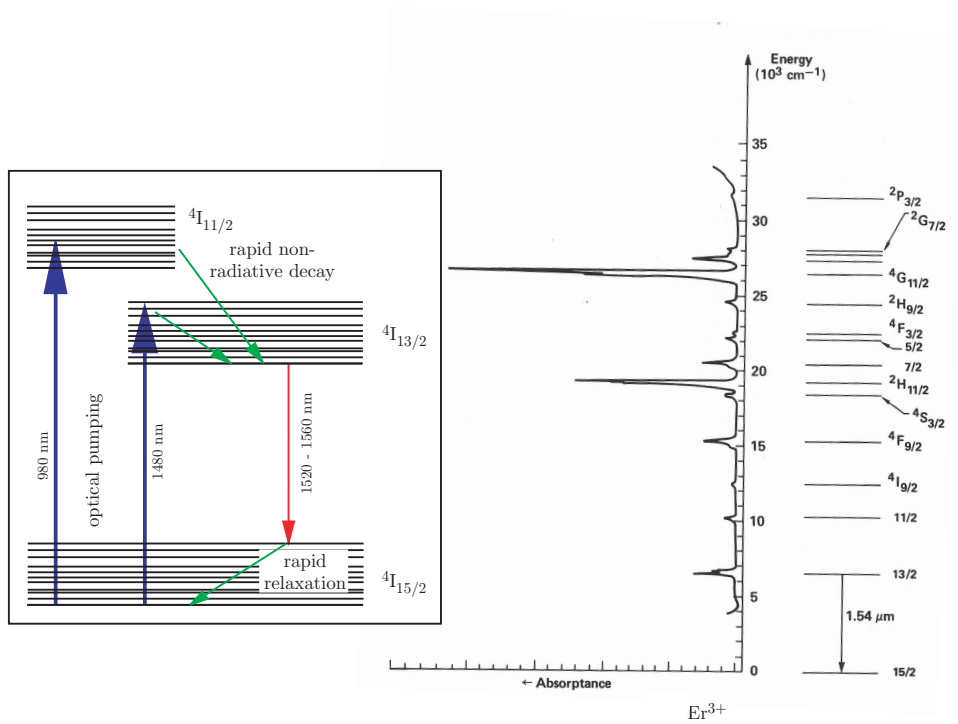 ⁴I₁₁/₂
rapid non-
radiative decay
⁴I₁₃/₂
980 nm
optical pumping
1480 nm
1520 - 1560 nm
rapid
relaxation
⁴I₁₅/₂
Energy
(10³ cm⁻¹)
35
30
25
20
15
10
5
0
← Absorptance
²P₃/₂
²G₇/₂
⁴G₁₁/₂
²H₉/₂
⁴F₃/₂
5/2
7/2
²H₁₁/₂
⁴S₃/₂
⁴F₉/₂
⁴I₉/₂
11/2
13/2
1.54 μm
15/2
Er³⁺